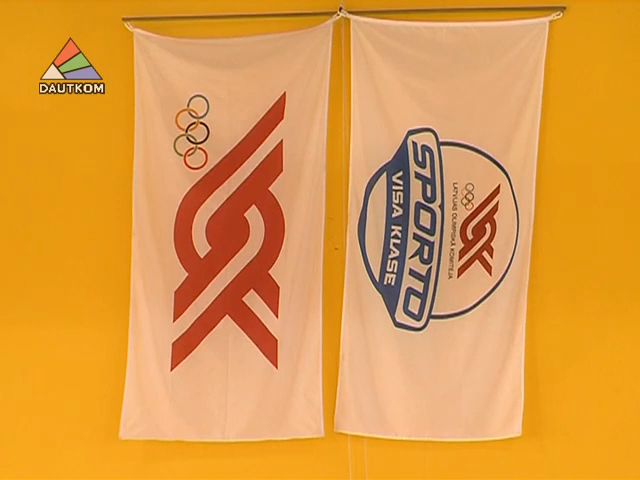 DAUTKOM
SPORTO
VISA KLASE
LATVIJAS OLIMPISKĀ KOMITEJA